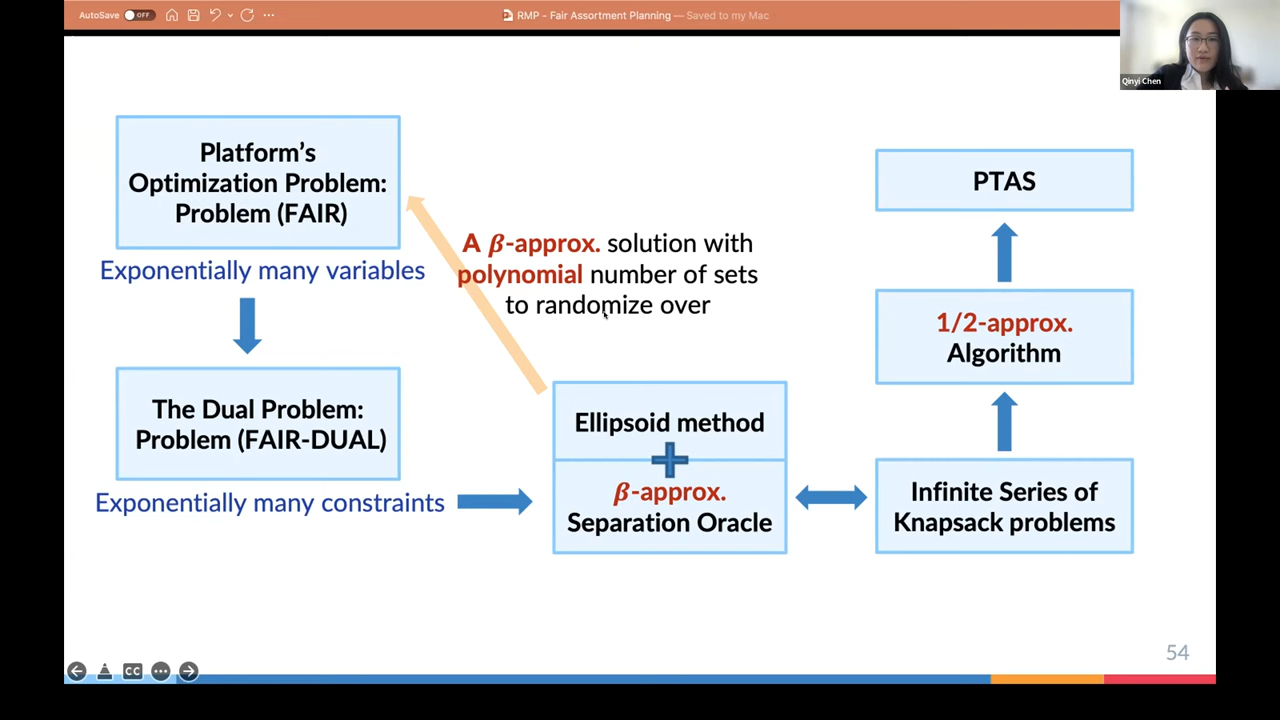 AutoSave OFF
RMP - Fair Assortment Planning — Saved to my Mac
Qinyi Chen
Platform’s
Optimization Problem:
Problem (FAIR)
Exponentially many variables
The Dual Problem:
Problem (FAIR-DUAL)
Exponentially many constraints
A β-approx. solution with
polynomial number of sets
to randomize over
Ellipsoid method
β-approx.
Separation Oracle
PTAS
1/2-approx.
Algorithm
Infinite Series of
Knapsack problems
54
CC